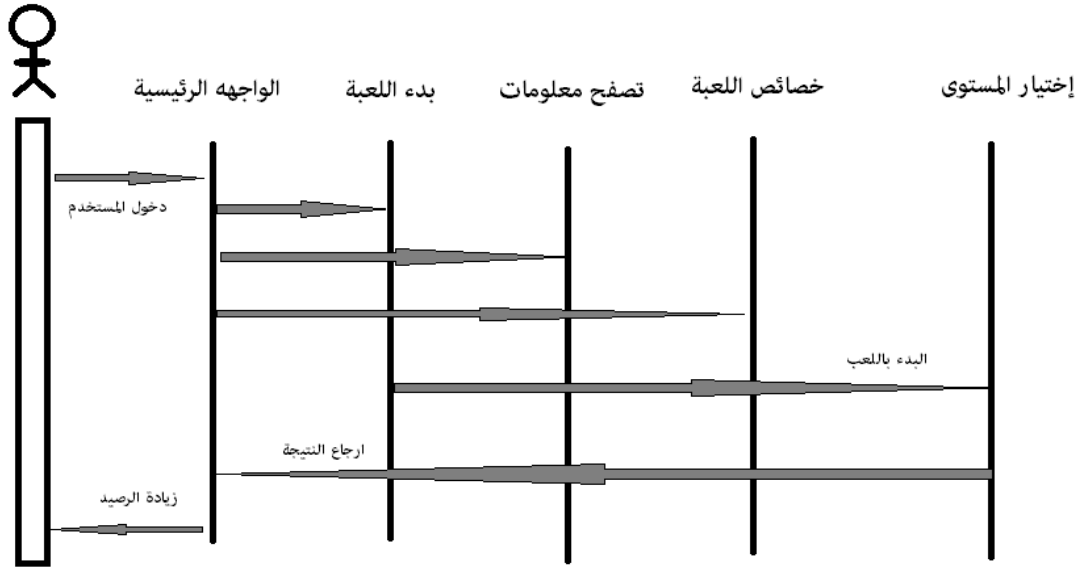 إختيار المستوى
خصائص اللعبة
تصفح معلومات
بدء اللعبة
الواجهه الرئيسية
دخول المستخدم
البدء باللعب
ارجاع النتيجة
زيادة الرصيد